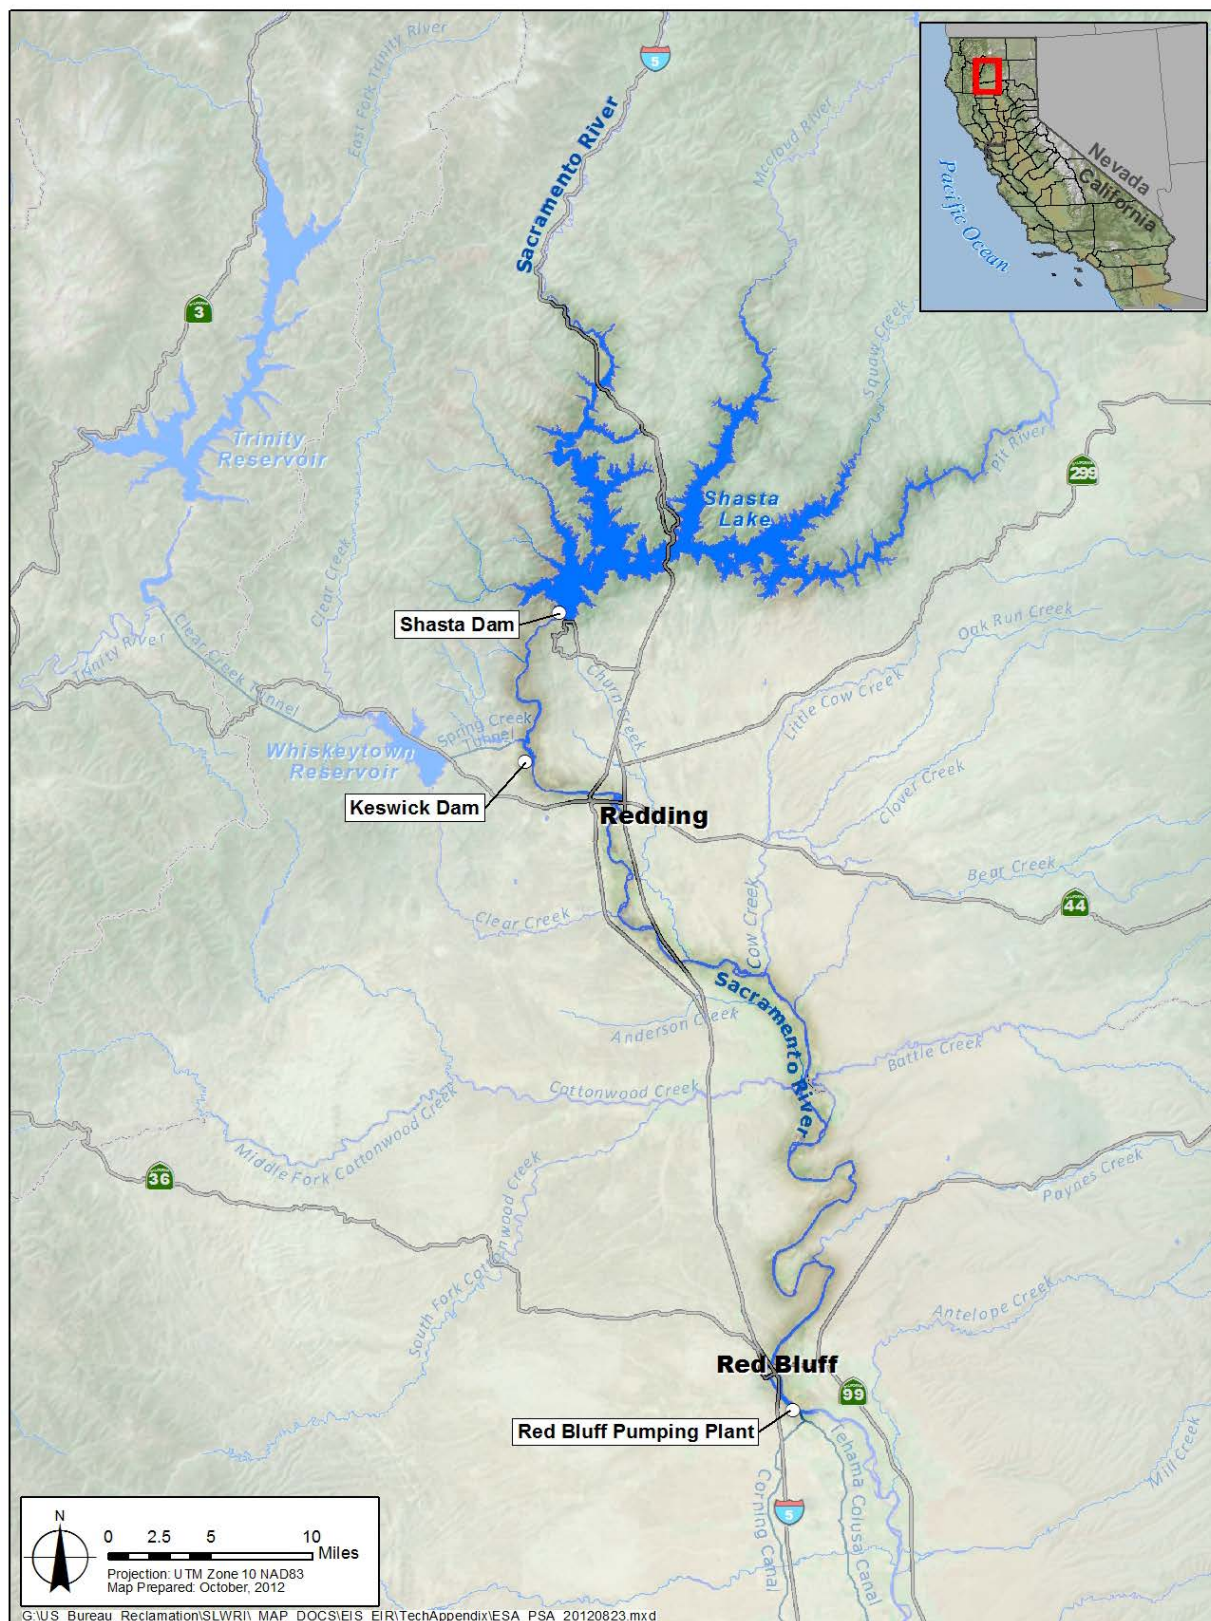 East Fork Trinity River
5
Sacramento River
Mccloud River
Nevada
California
Pacific Ocean
3
Squaw Creek
Trinity
Reservoir
Pit River
299
Shasta
Lake
Clear Creek
Shasta Dam
Oak Run Creek
Trinity River
Clear Creek Tunnel
Churn Creek
Little Cow Creek
Spring Creek
Tunnel
Whiskeytown
Reservoir
Keswick Dam
Redding
Clover Creek
Bear Creek
44
Clear Creek
Cow Creek
Sacramento River
Anderson Creek
Battle Creek
Cottonwood Creek
Middle Fork Cottonwood Creek
36
Paynes Creek
South Fork Cottonwood Creek
Antelope Creek
Red Bluff
99
Red Bluff Pumping Plant
Tehama Colusa Canal
Mill Creek
Corning Canal
5
N
0 2.5 5 10
Miles
Projection: UTM Zone 10 NAD83
Map Prepared: October, 2012
G:\US_Bureau_Reclamation\SLWRI\_MAP_DOCS\EIS_EIR\TechAppendix\ESA_PSA_20120823.mxd